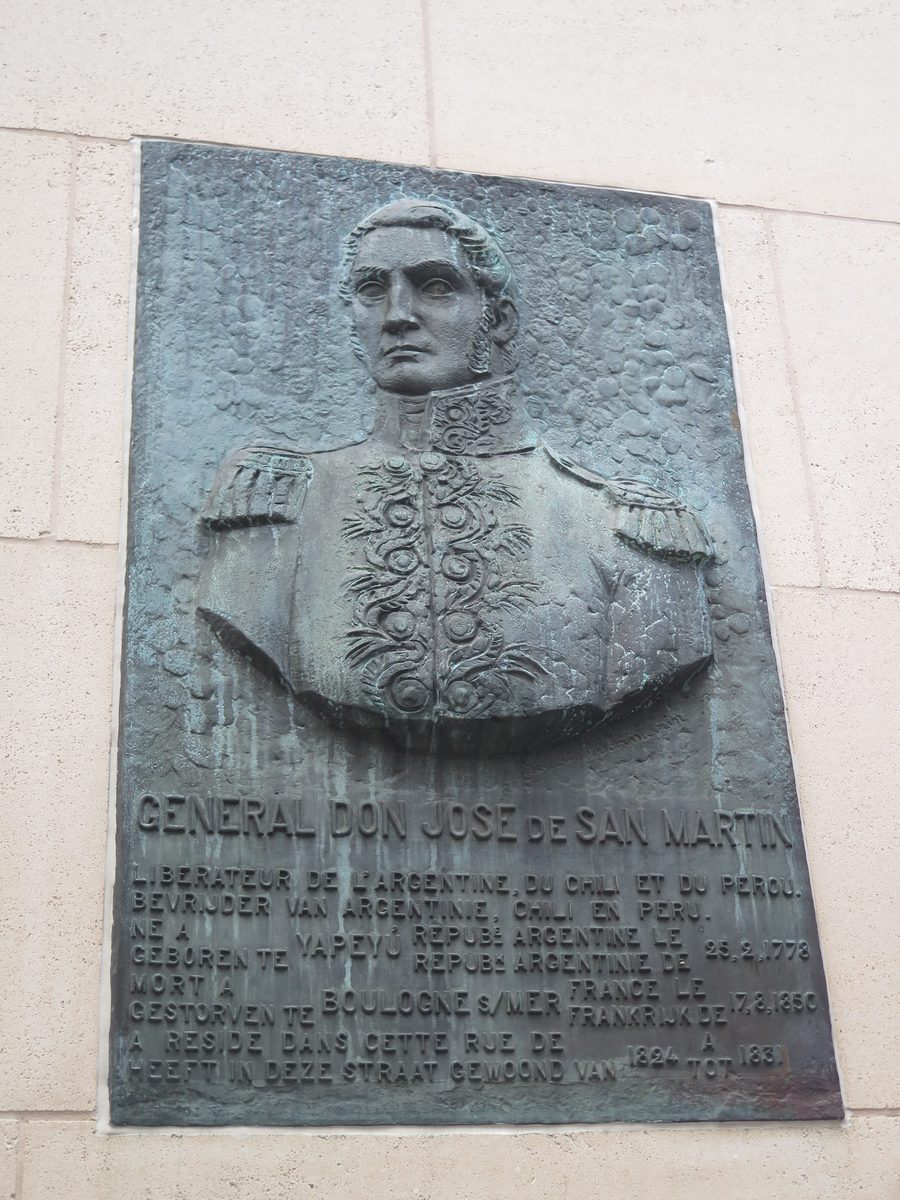 GENERAL DON JOSE DE SAN MARTIN
LIBERATEUR DE L'ARGENTINE, DU CHILI ET DU PEROU.
BEVRIJDER VAN ARGENTINIE, CHILI EN PERU.
NE A
GEBOREN TE
YAPEYÚ
REPUBE ARGENTINE LE
REPUBK ARGENTINIE DE
25,2,1778
MORT A
GESTORVEN TE
BOULOGNE S/MER
FRANCE LE
FRANKRIJK DE
17,8,1850
A RESIDE DANS CETTE RUE DE
HEEFT IN DEZE STRAAT GEWOOND VAN
1824
A
TOT
1831